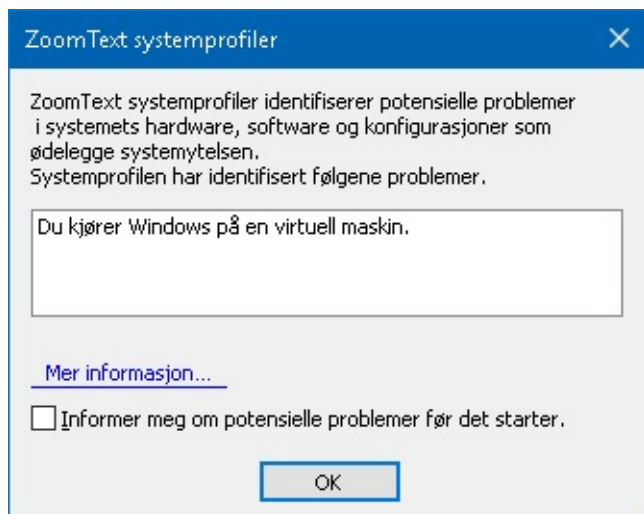 ZoomText systemprofiler
ZoomText systemprofiler identifiserer potensielle problemer
i systemets hardware, software og konfigurasjoner som
ødelegge systemytelsen.
Systemprofilen har identifisert følgene problemer.
Du kjører Windows på en virtuell maskin.
Mer informasjon...
Informer meg om potensielle problemer før det starter.
OK